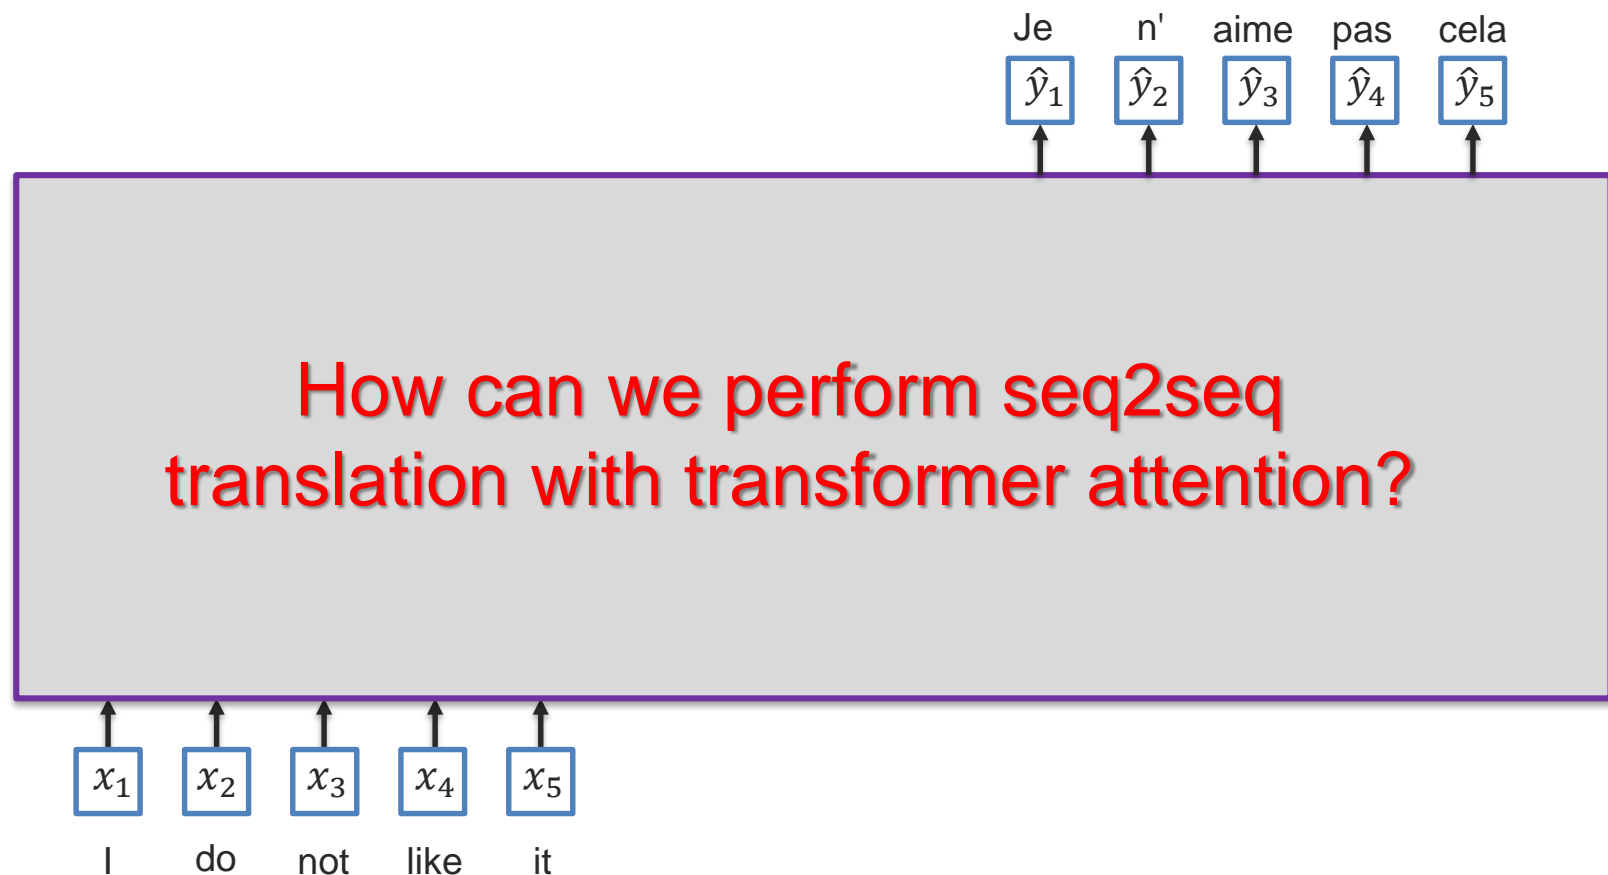 Je n' aime pas cela
ŷ₁ ŷ₂ ŷ₃ ŷ₄ ŷ₅
How can we perform seq2seq
translation with transformer attention?
x₁ x₂ x₃ x₄ x₅
I do not like it